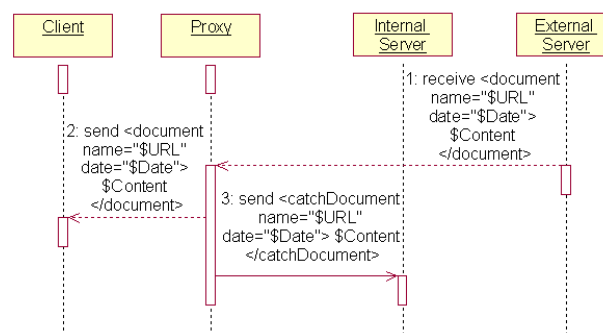 Client
Proxy
Internal
Server
External
Server
1: receive <document
name="$URL"
date="$Date">
$Content
</document>
2: send <document
name="$URL"
date="$Date">
$Content
</document>
3: send <catchDocument
name="$URL"
date="$Date"> $Content
</catchDocument>